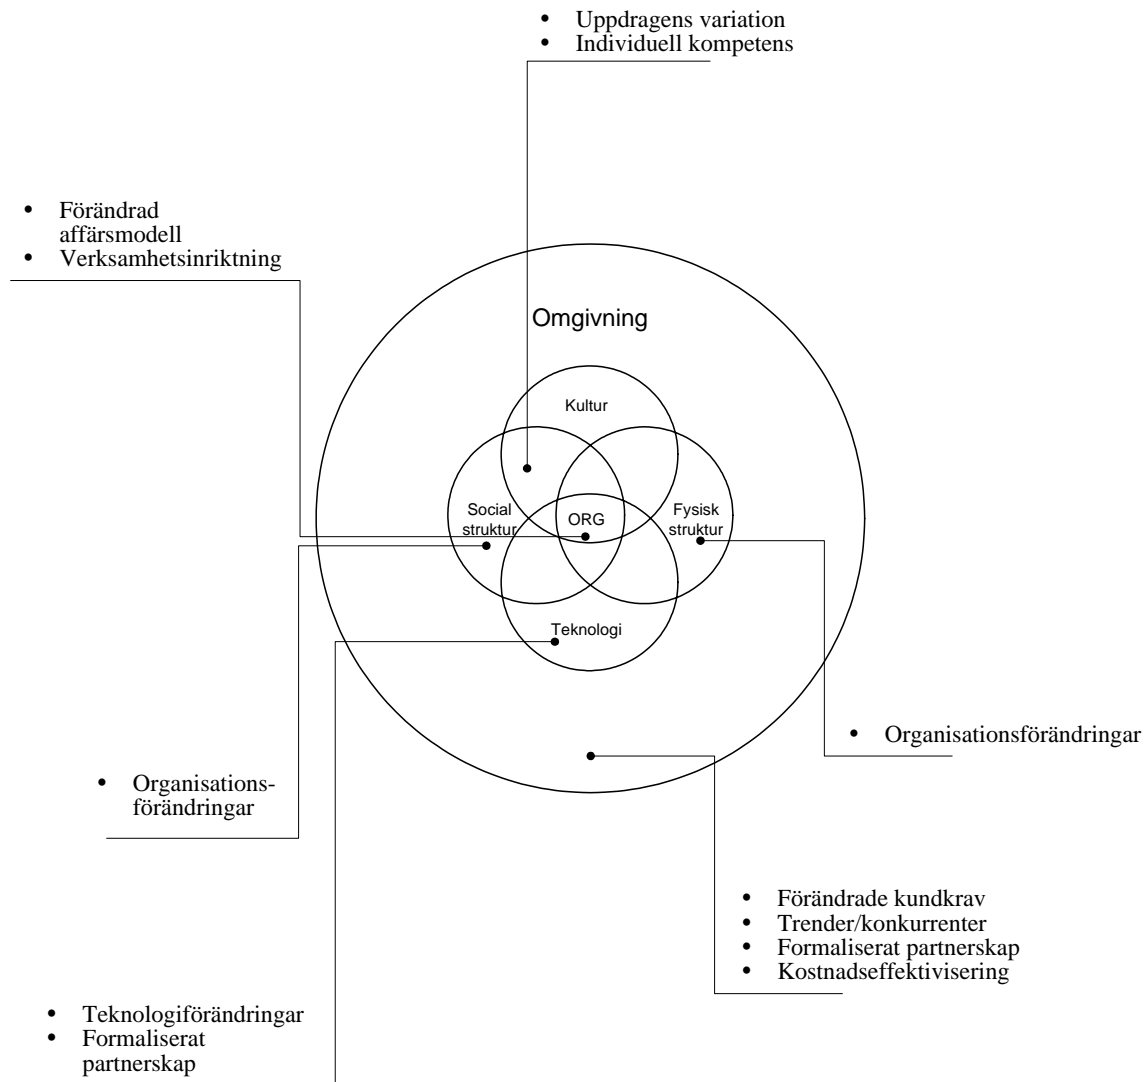 • Uppdragens variation
• Individuell kompetens
• Förändrad
affärsmodell
• Verksamhetsinriktning
Omgivning
Kultur
Social
struktur
ORG
Fysisk
struktur
Teknologi
• Organisationsförändringar
• Organisations-
förändringar
• Förändrade kundkrav
• Trender/konkurrenter
• Formaliserat partnerskap
• Kostnadseffektivisering
• Teknologiförändringar
• Formaliserat
partnerskap